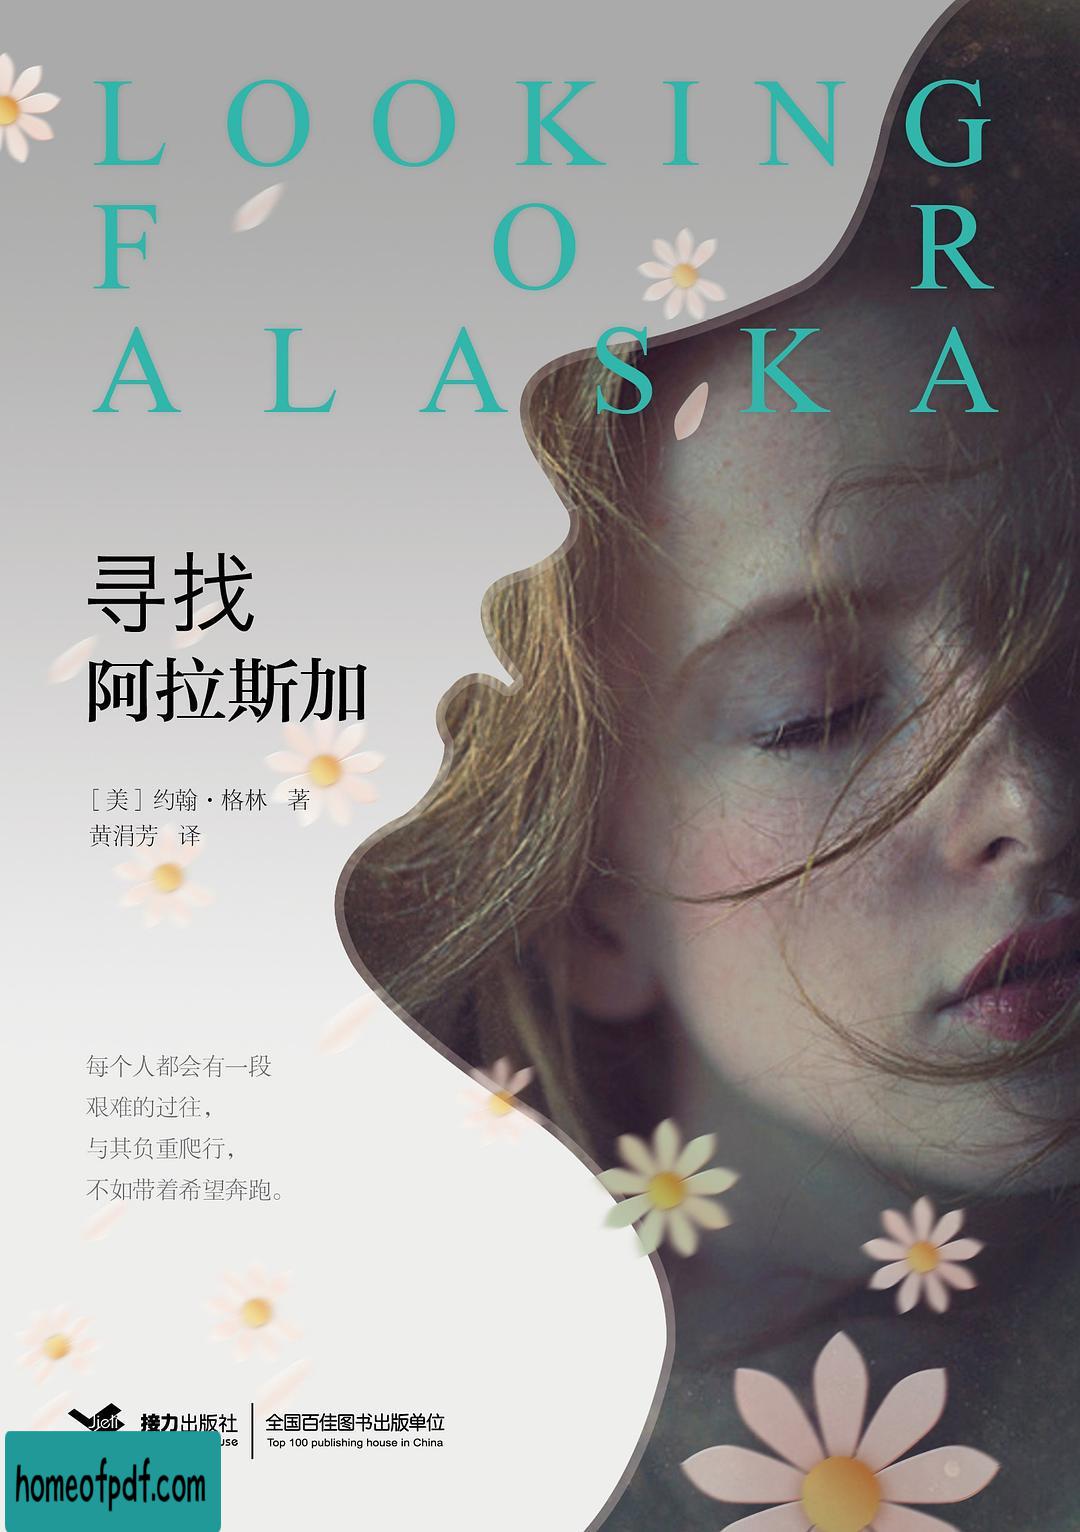 LOOKING
FOR
ALASKA
寻找
阿拉斯加
［美］约翰·格林 著
黄涓芳 译
每个人都会有一段
艰难的过往，
与其负重爬行，
不如带着希望奔跑。
Jieli 接力出版社 全国百佳图书出版单位
use Top 100 publishing house in China
homeofpdf.com